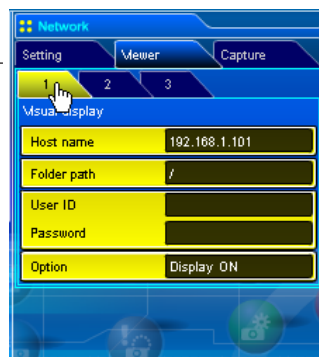 Network
Setting Viewer Capture
1 2 3
Visual display
Host name 192.168.1.101
Folder path /
User ID
Password
Option Display ON